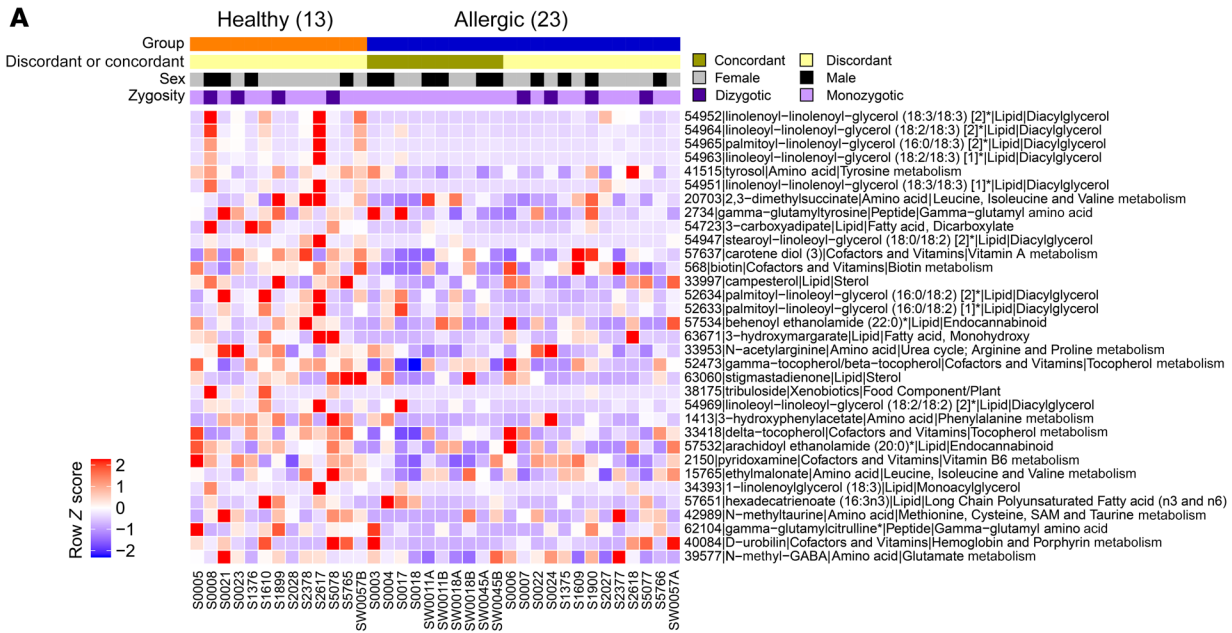 A
Healthy (13) Allergic (23)
Group
Discordant or concordant
Sex
Zygosity
Concordant Discordant
Female Male
Dizygotic Monozygotic
54952|linolenoyl−linolenoyl−glycerol (18:3/18:3) [2]*|Lipid|Diacylglycerol
54964|linoleoyl−linolenoyl−glycerol (18:2/18:3) [2]*|Lipid|Diacylglycerol
54965|palmitoyl−linolenoyl−glycerol (16:0/18:3) [2]*|Lipid|Diacylglycerol
54963|linoleoyl−linolenoyl−glycerol (18:2/18:3) [1]*|Lipid|Diacylglycerol
41515|tyrosol|Amino acid|Tyrosine metabolism
54951|linolenoyl−linolenoyl−glycerol (18:3/18:3) [1]*|Lipid|Diacylglycerol
20703|2,3−dimethylsuccinate|Amino acid|Leucine, Isoleucine and Valine metabolism
2734|gamma−glutamyltyrosine|Peptide|Gamma−glutamyl amino acid
54723|3−carboxyadipate|Lipid|Fatty acid, Dicarboxylate
54947|stearoyl−linoleoyl−glycerol (18:0/18:2) [2]*|Lipid|Diacylglycerol
57637|carotene diol (3)|Cofactors and Vitamins|Vitamin A metabolism
568|biotin|Cofactors and Vitamins|Biotin metabolism
33997|campesterol|Lipid|Sterol
52634|palmitoyl−linoleoyl−glycerol (16:0/18:2) [2]*|Lipid|Diacylglycerol
52633|palmitoyl−linoleoyl−glycerol (16:0/18:2) [1]*|Lipid|Diacylglycerol
57534|behenoyl ethanolamide (22:0)*|Lipid|Endocannabinoid
63671|3−hydroxymargarate|Lipid|Fatty acid, Monohydroxy
33953|N−acetylarginine|Amino acid|Urea cycle; Arginine and Proline metabolism
52473|gamma−tocopherol/beta−tocopherol|Cofactors and Vitamins|Tocopherol metabolism
63060|stigmastadienone|Lipid|Sterol
38175|tribuloside|Xenobiotics|Food Component/Plant
54969|linoleoyl−linoleoyl−glycerol (18:2/18:2) [2]*|Lipid|Diacylglycerol
1413|3−hydroxyphenylacetate|Amino acid|Phenylalanine metabolism
33418|delta−tocopherol|Cofactors and Vitamins|Tocopherol metabolism
57532|arachidoyl ethanolamide (20:0)*|Lipid|Endocannabinoid
2150|pyridoxamine|Cofactors and Vitamins|Vitamin B6 metabolism
15765|ethylmalonate|Amino acid|Leucine, Isoleucine and Valine metabolism
34393|1−linolenoylglycerol (18:3)|Lipid|Monoacylglycerol
57651|hexadecatrienoate (16:3n3)|Lipid|Long Chain Polyunsaturated Fatty acid (n3 and n6)
42989|N−methyltaurine|Amino acid|Methionine, Cysteine, SAM and Taurine metabolism
62104|gamma−glutamylcitrulline*|Peptide|Gamma−glutamyl amino acid
40084|D−urobilin|Cofactors and Vitamins|Hemoglobin and Porphyrin metabolism
39577|N−methyl−GABA|Amino acid|Glutamate metabolism
Row Z score
2
1
0
−1
−2
S0005 S0008 S0021 S0023 S1376 S1610 S1899 S2028 S2378 S2617 S5078 S5765 SW0057B S0003 S0004 S0017 S0018 SW0011A SW0011B SW0018A SW0018B SW0045A SW0045B S0006 S0007 S0022 S0024 S1375 S1609 S1900 S2027 S2377 S2618 S5077 S5766 SW0057A